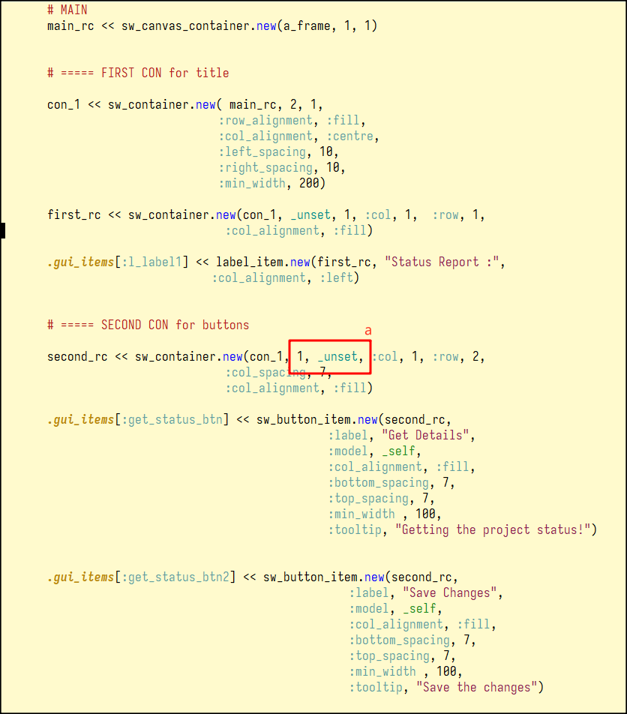 # MAIN
main_rc << sw_canvas_container.new(a_frame, 1, 1)
# ===== FIRST CON for title
con_1 << sw_container.new( main_rc, 2, 1,
:row_alignment, :fill,
:col_alignment, :centre,
:left_spacing, 10,
:right_spacing, 10,
:min_width, 200)
first_rc << sw_container.new(con_1, _unset, 1, :col, 1,  :row, 1,
:col_alignment, :fill)
.gui_items[:l_label1] << label_item.new(first_rc, "Status Report :",
:col_alignment, :left)
# ===== SECOND CON for buttons
a
second_rc << sw_container.new(con_1, 1, _unset, :col, 1, :row, 2,
:col_spacing, 7,
:col_alignment, :fill)
.gui_items[:get_status_btn] << sw_button_item.new(second_rc,
:label, "Get Details",
:model, _self,
:col_alignment, :fill,
:bottom_spacing, 7,
:top_spacing, 7,
:min_width , 100,
:tooltip, "Getting the project status!")
.gui_items[:get_status_btn2] << sw_button_item.new(second_rc,
:label, "Save Changes",
:model, _self,
:col_alignment, :fill,
:bottom_spacing, 7,
:top_spacing, 7,
:min_width , 100,
:tooltip, "Save the changes")